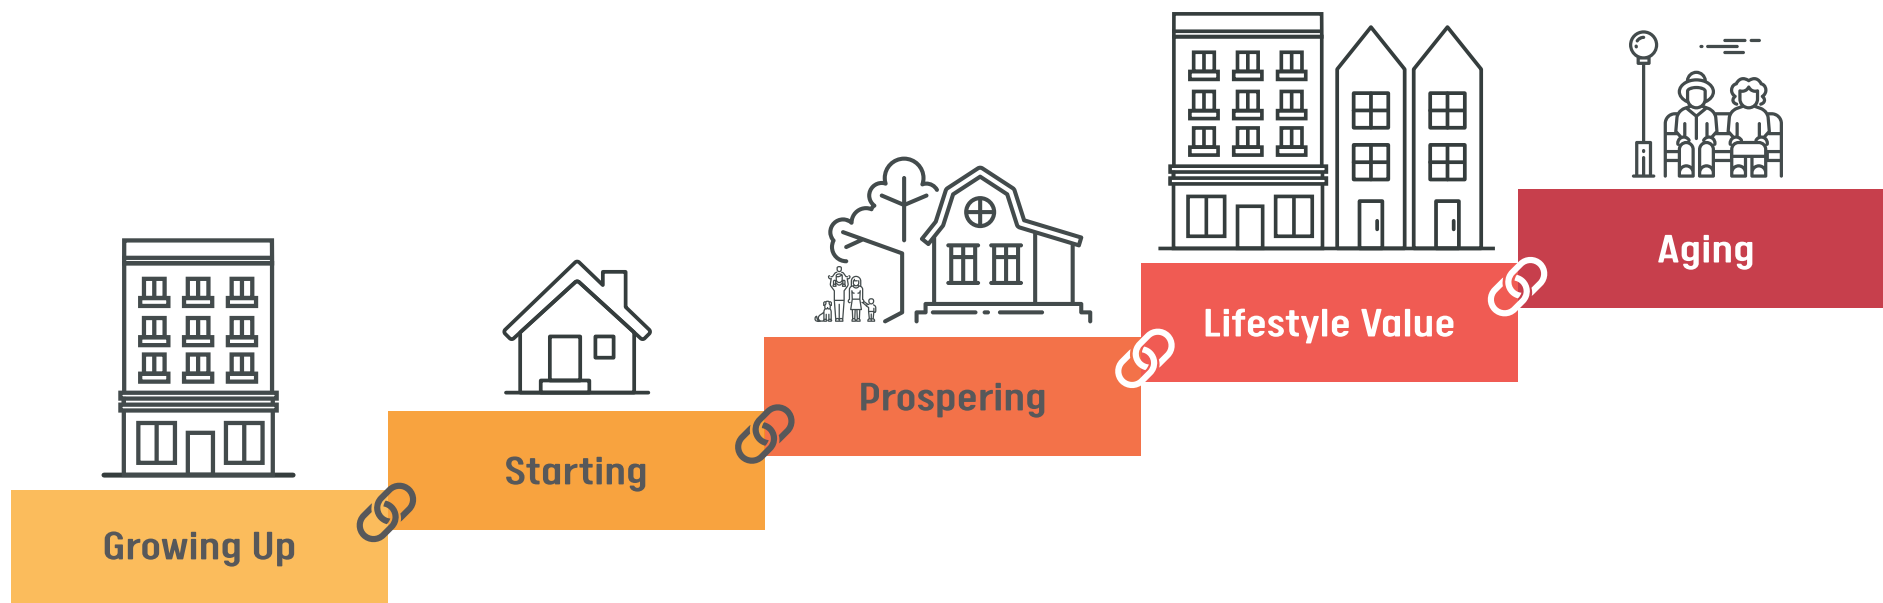 Growing Up
Starting
Prospering
Lifestyle Value
Aging